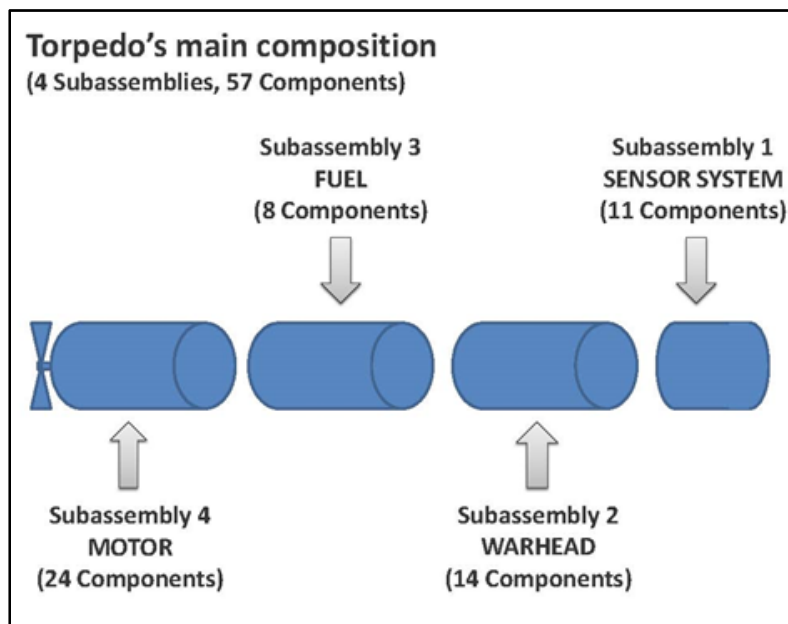 Torpedo's main composition
(4 Subassemblies, 57 Components)
Subassembly 3
FUEL
(8 Components)
Subassembly 1
SENSOR SYSTEM
(11 Components)
Subassembly 4
MOTOR
(24 Components)
Subassembly 2
WARHEAD
(14 Components)